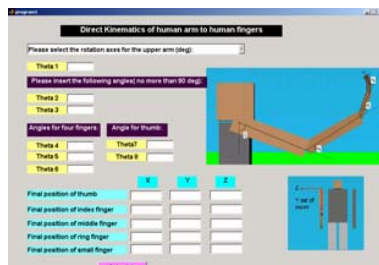 program1
Direct Kinematics of human arm to human fingers
Please select the rotation axes for the upper arm (deg):
Theta 1
Please insert the following angles( no more than 90 deg):
Theta 2
Theta 3
Angles for four fingers:
Angle for thumb:
Theta 4
Theta7
Theta 5
Theta 8
Theta 6
X Y Z
Final position of thumb
Final position of index finger
Final position of middle finger
Final position of ring finger
Final position of small finger
Z
Y out of